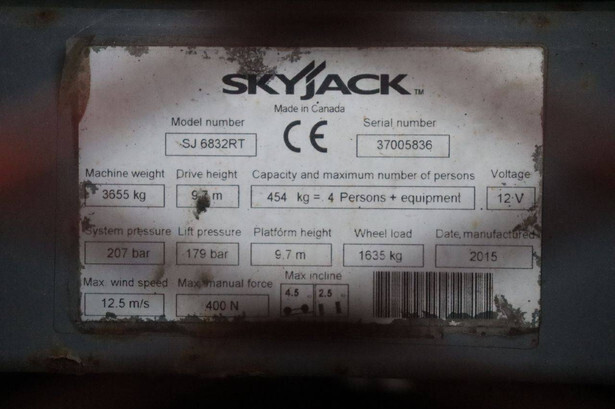 SKYJACK™
Made in Canada
Model number
SJ 6832RT
CE
Serial number
37005836
Machine weight Drive height Capacity and maximum number of persons Voltage
3655 kg 9.7 m 454 kg = 4 Persons + equipment 12 V
System pressure Lift pressure Platform height Wheel load Date manufactured
207 bar 179 bar 9.7 m 1635 kg 2015
Max. wind speed Max. manual force Max incline
12.5 m/s 400 N 4.5 2.5